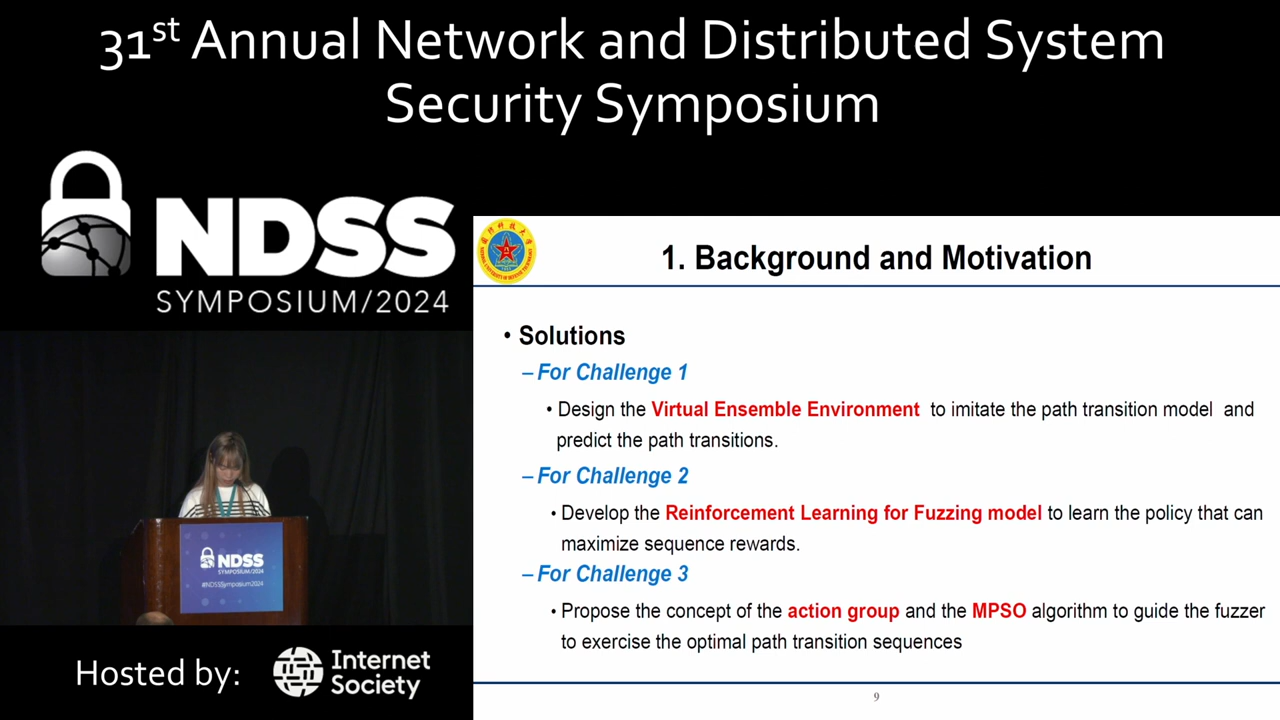 31st Annual Network and Distributed System
Security Symposium
NDSS
SYMPOSIUM/2024
1. Background and Motivation
• Solutions
– For Challenge 1
• Design the Virtual Ensemble Environment to imitate the path transition model and
predict the path transitions.
– For Challenge 2
• Develop the Reinforcement Learning for Fuzzing model to learn the policy that can
maximize sequence rewards.
– For Challenge 3
• Propose the concept of the action group and the MPSO algorithm to guide the fuzzer
to exercise the optimal path transition sequences
9
NDSS
SYMPOSIUM/2024
#NDSSSymposium2024
Hosted by:
Internet
Society